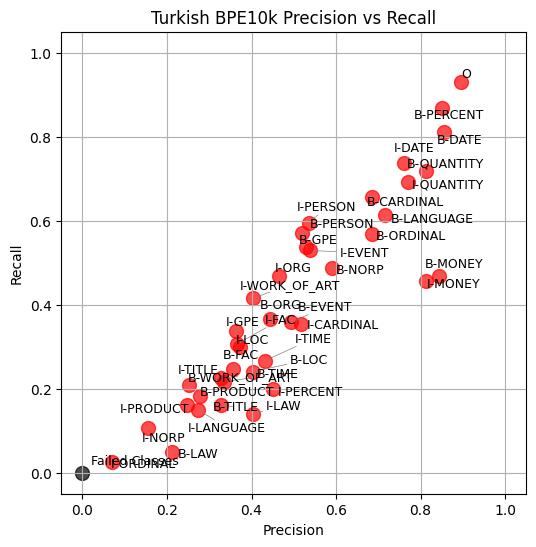 Turkish BPE10k Precision vs Recall
1.0
O
B-PERCENT
0.8
B-DATE
I-DATE
B-QUANTITY
I-QUANTITY
B-CARDINAL
I-PERSON
0.6
B-LANGUAGE
B-PERSON
B-ORDINAL
B-GPE
I-EVENT
Recall
B-MONEY
I-ORG
B-NORP
I-WORK_OF_ART
I-MONEY
0.4
B-ORG
B-EVENT
I-GPE
I-FAC
I-CARDINAL
I-LOC
I-TIME
B-FAC
B-LOC
I-TITLE
B-TIME
B-WORK_OF_ART
0.2
B-PRODUCT
I-PERCENT
I-PRODUCT
B-TITLE
I-LAW
I-LANGUAGE
I-NORP
B-LAW
Failed Classes
I-ORDINAL
0.0
0.0 0.2 0.4 0.6 0.8 1.0
Precision